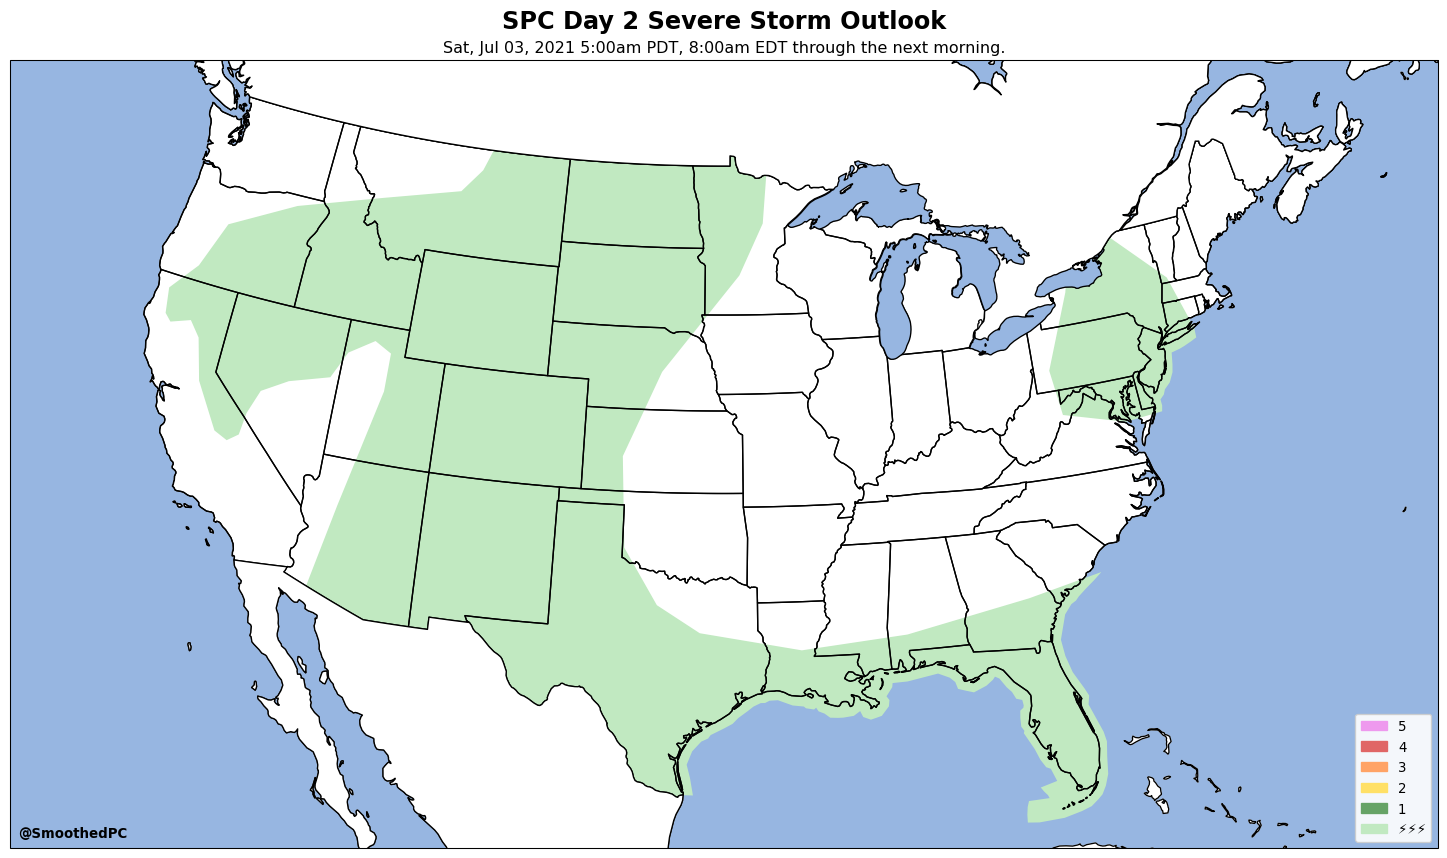 SPC Day 2 Severe Storm Outlook
Sat, Jul 03, 2021 5:00am PDT, 8:00am EDT through the next morning.
5
4
3
2
1
⚡⚡⚡
@SmoothedPC